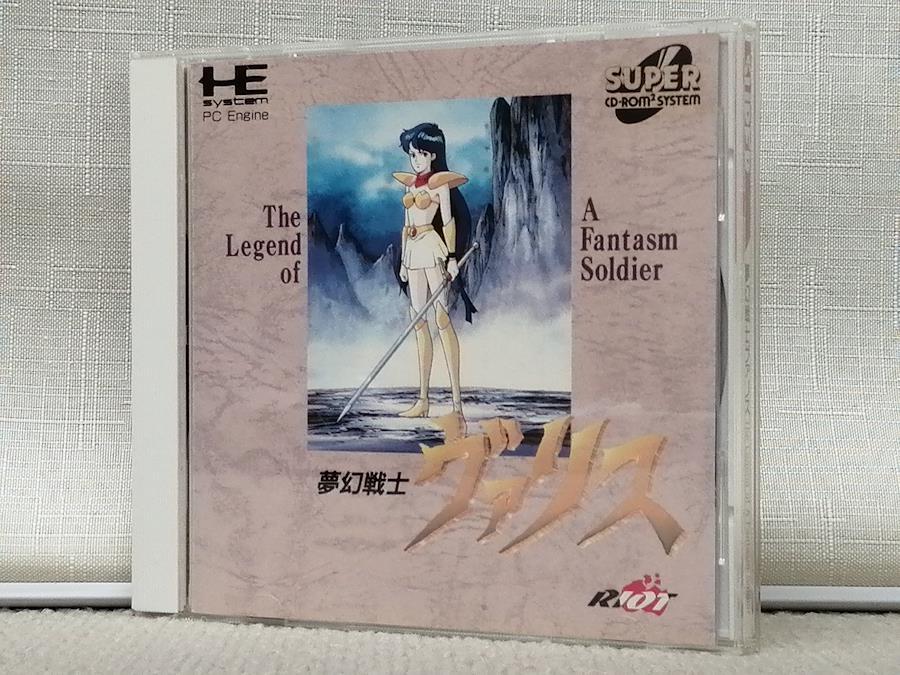 HE
system
PC Engine
SUPER
CD-ROM² SYSTEM
The
Legend
of
A
Fantasm
Soldier
夢幻戦士
ヴァリス
RIOT